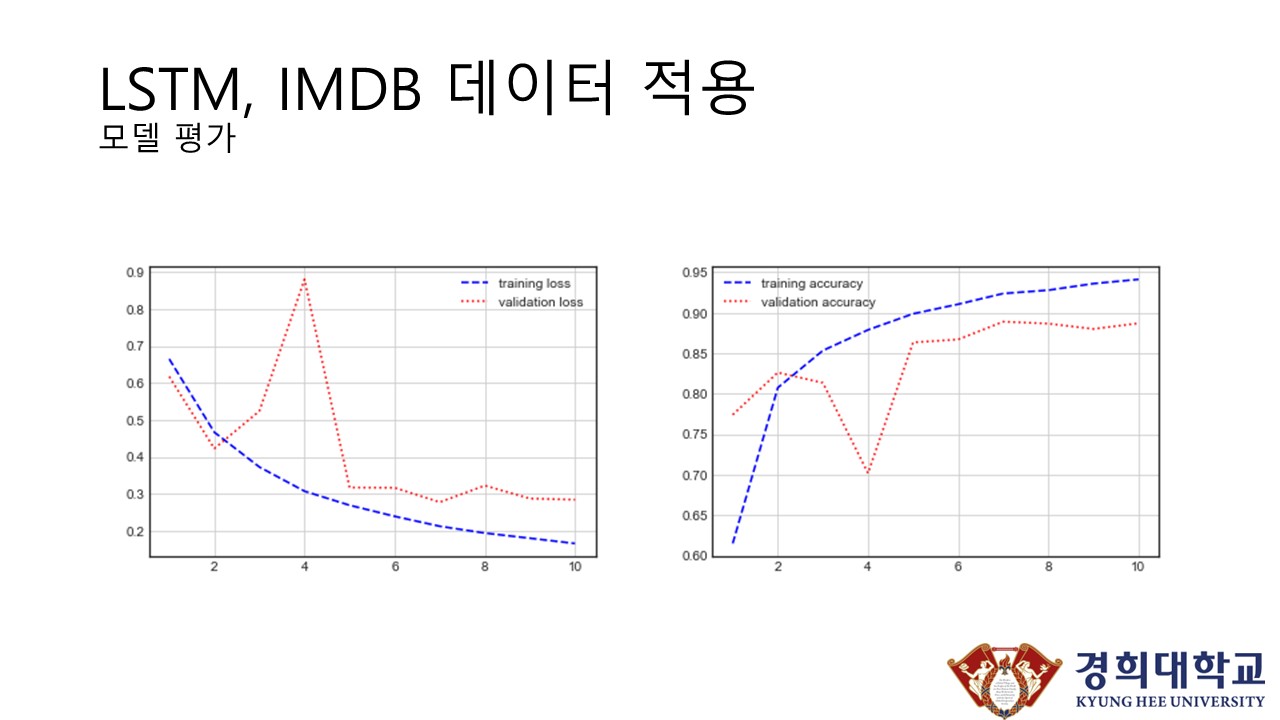 LSTM, IMDB 데이터 적용
모델 평가
0.9
0.8
0.7
0.6
0.5
0.4
0.3
0.2
2 4 6 8 10
training loss
validation loss
0.95
0.90
0.85
0.80
0.75
0.70
0.65
0.60
2 4 6 8 10
training accuracy
validation accuracy
경희대학교
KYUNG HEE UNIVERSITY